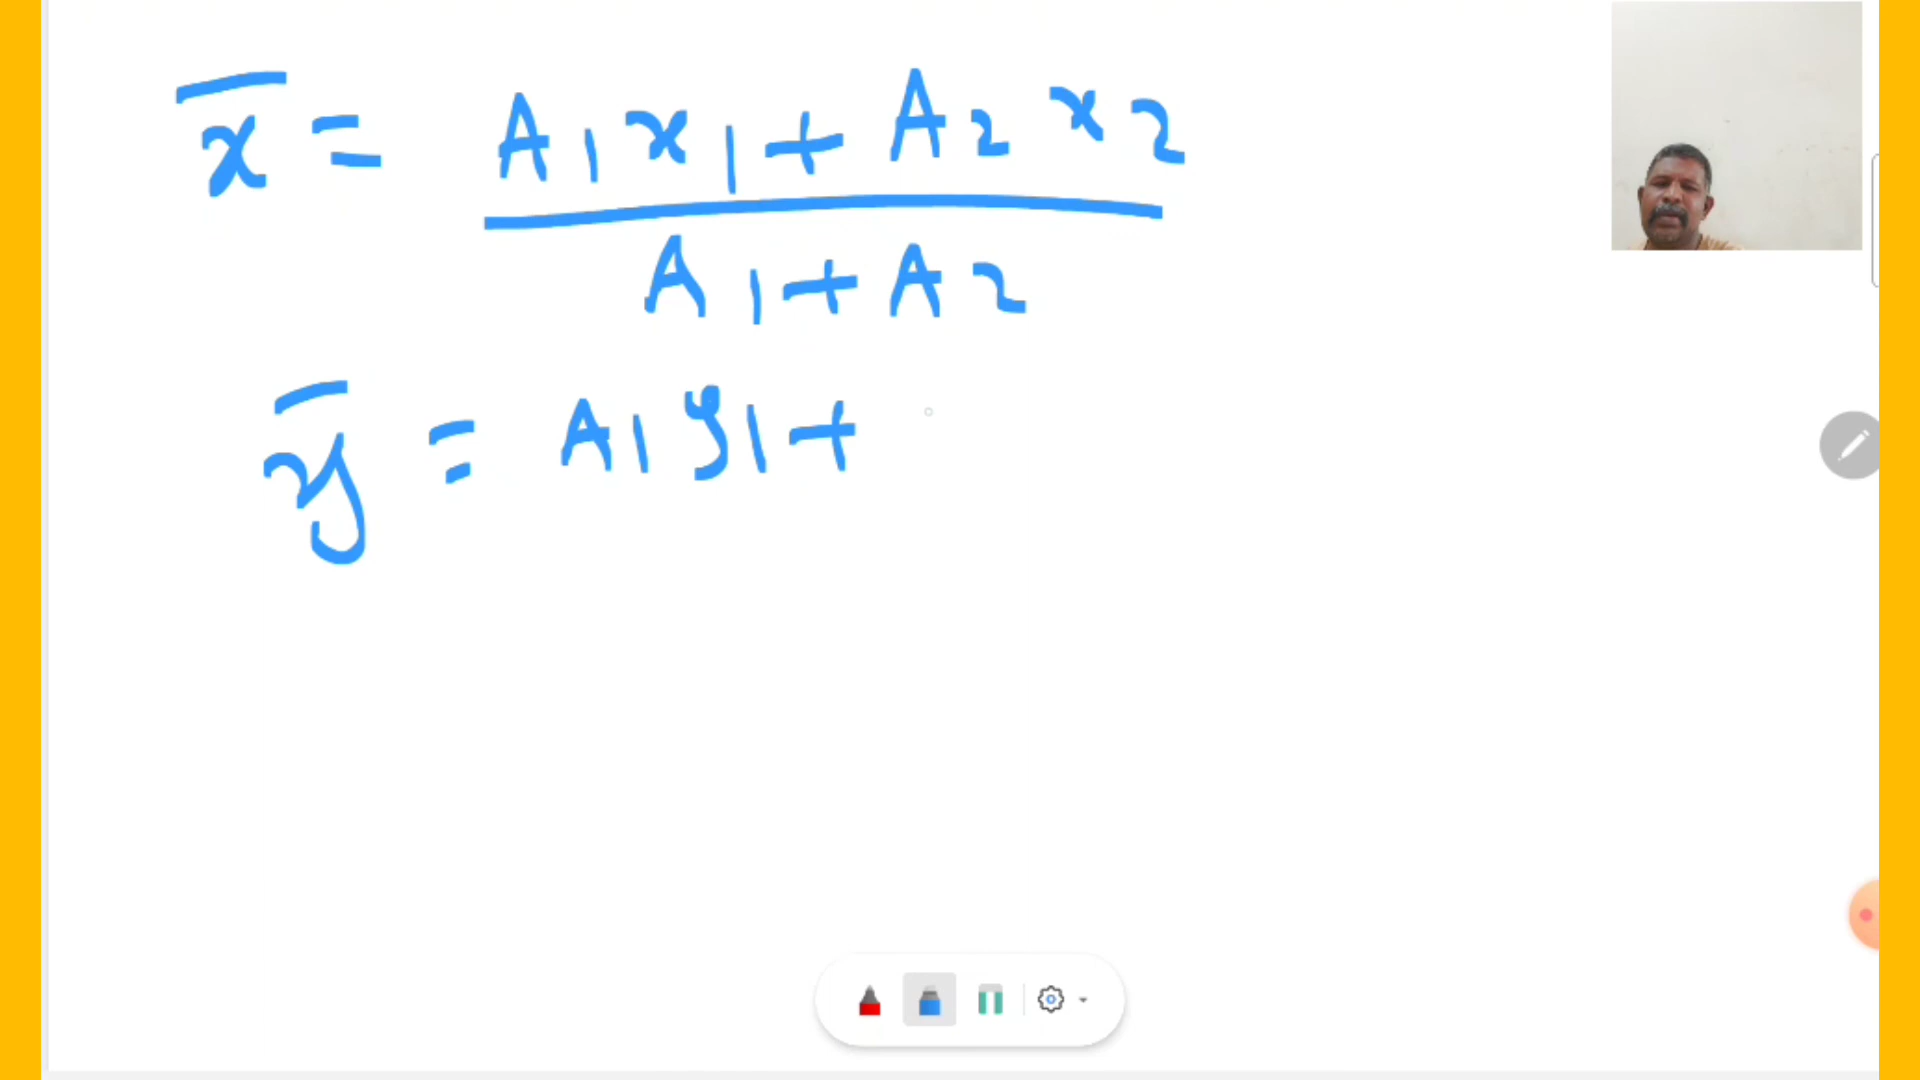 x̅ = A1x1 + A2x2
A1 + A2
y̅ = A1y1 +